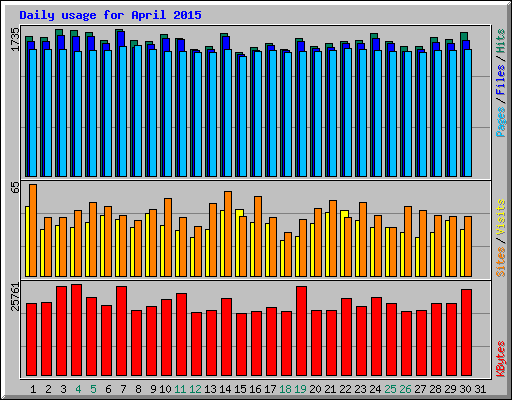 Daily usage for April 2015
1735
65
25761
Pages/Files/Hits
Sites/Visits
KBytes
1 2 3 4 5 6 7 8 9 10 11 12 13 14 15 16 17 18 19 20 21 22 23 24 25 26 27 28 29 30 31